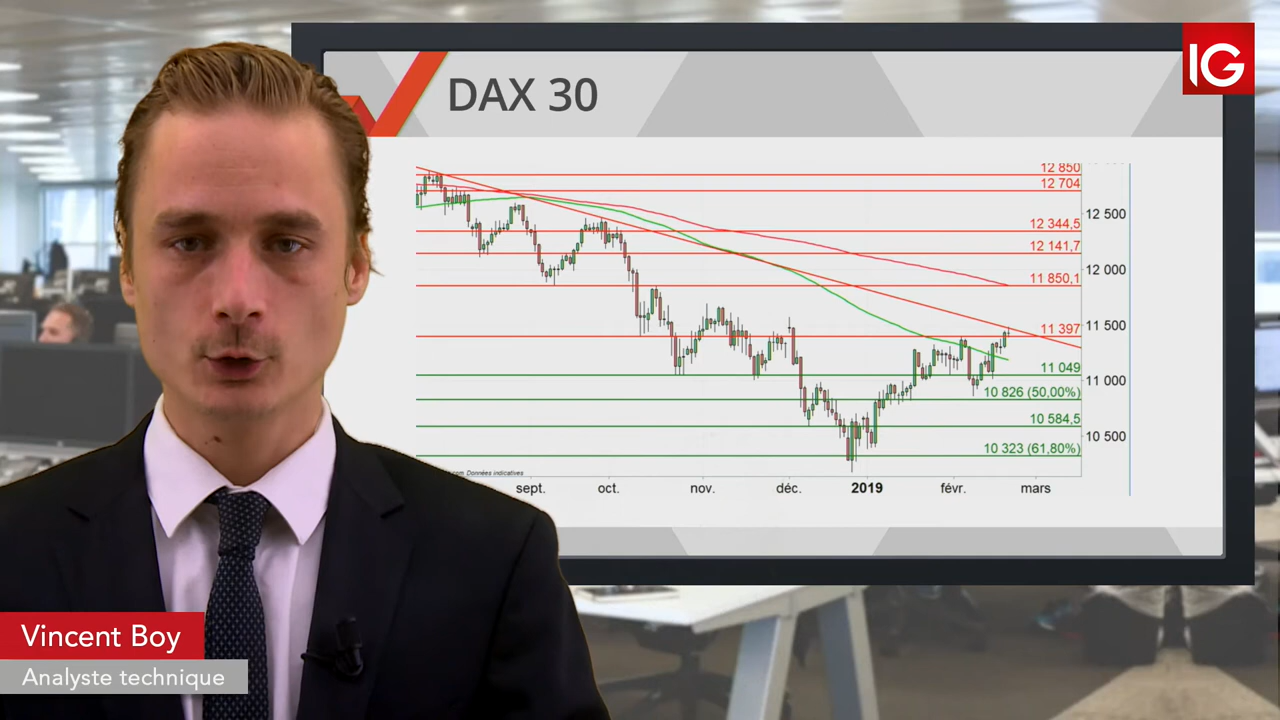 IG
DAX 30
12 850
12 704
12 500
12 344,5
12 141,7
12 000
11 850,1
11 500
11 397
11 049
11 000
10 826 (50,00%)
10 584,5
10 500
10 323 (61,80%)
Données indicatives
sept.
oct.
nov.
déc.
2019
févr.
mars
Vincent Boy
Analyste technique